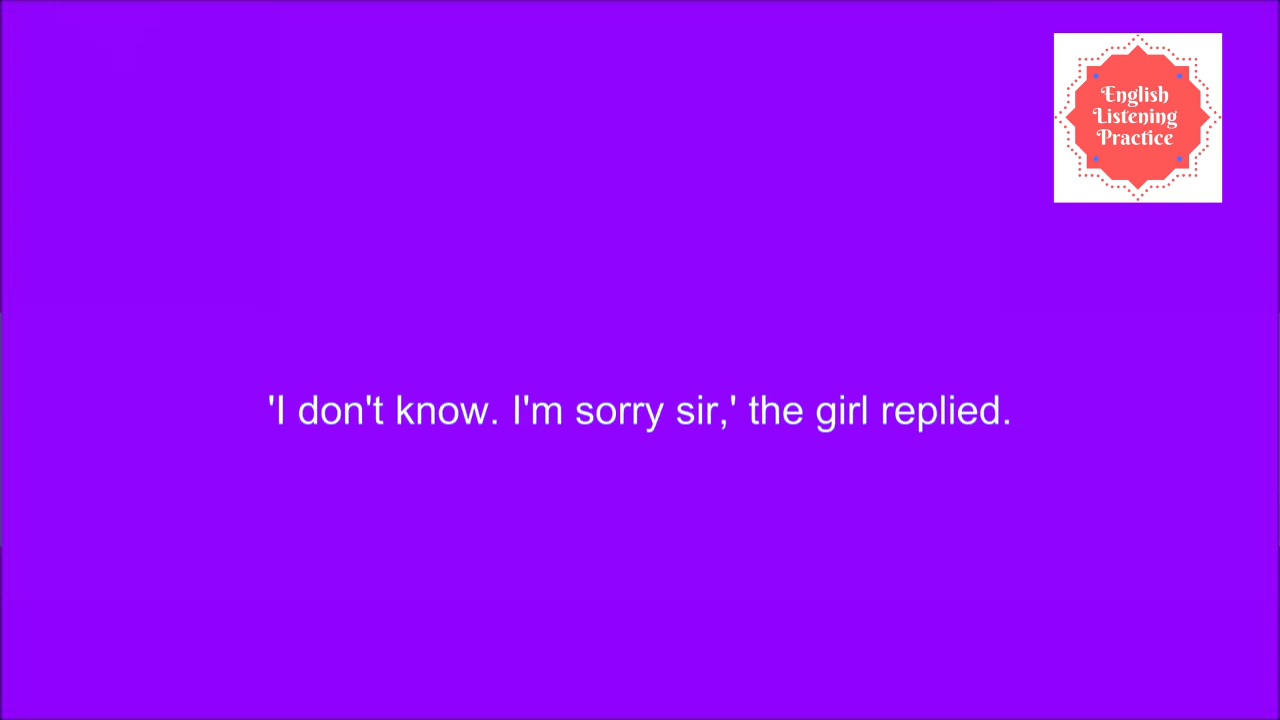 English
Listening
Practice
'I don't know. I'm sorry sir,' the girl replied.